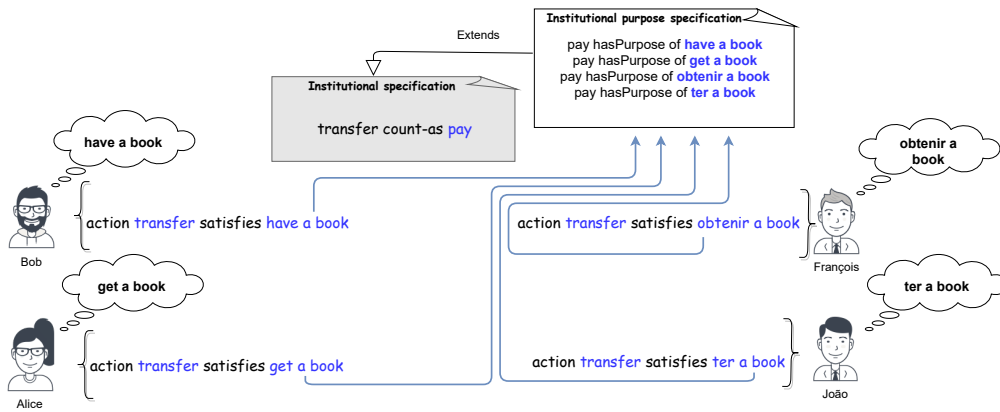 Institutional purpose specification
pay hasPurpose of have a book
pay hasPurpose of get a book
pay hasPurpose of obtenir a book
pay hasPurpose of ter a book
Extends
Institutional specification
transfer count-as pay
have a book
action transfer satisfies have a book
Bob
obtenir a
book
action transfer satisfies obtenir a book
François
get a book
action transfer satisfies get a book
Alice
ter a book
action transfer satisfies ter a book
João